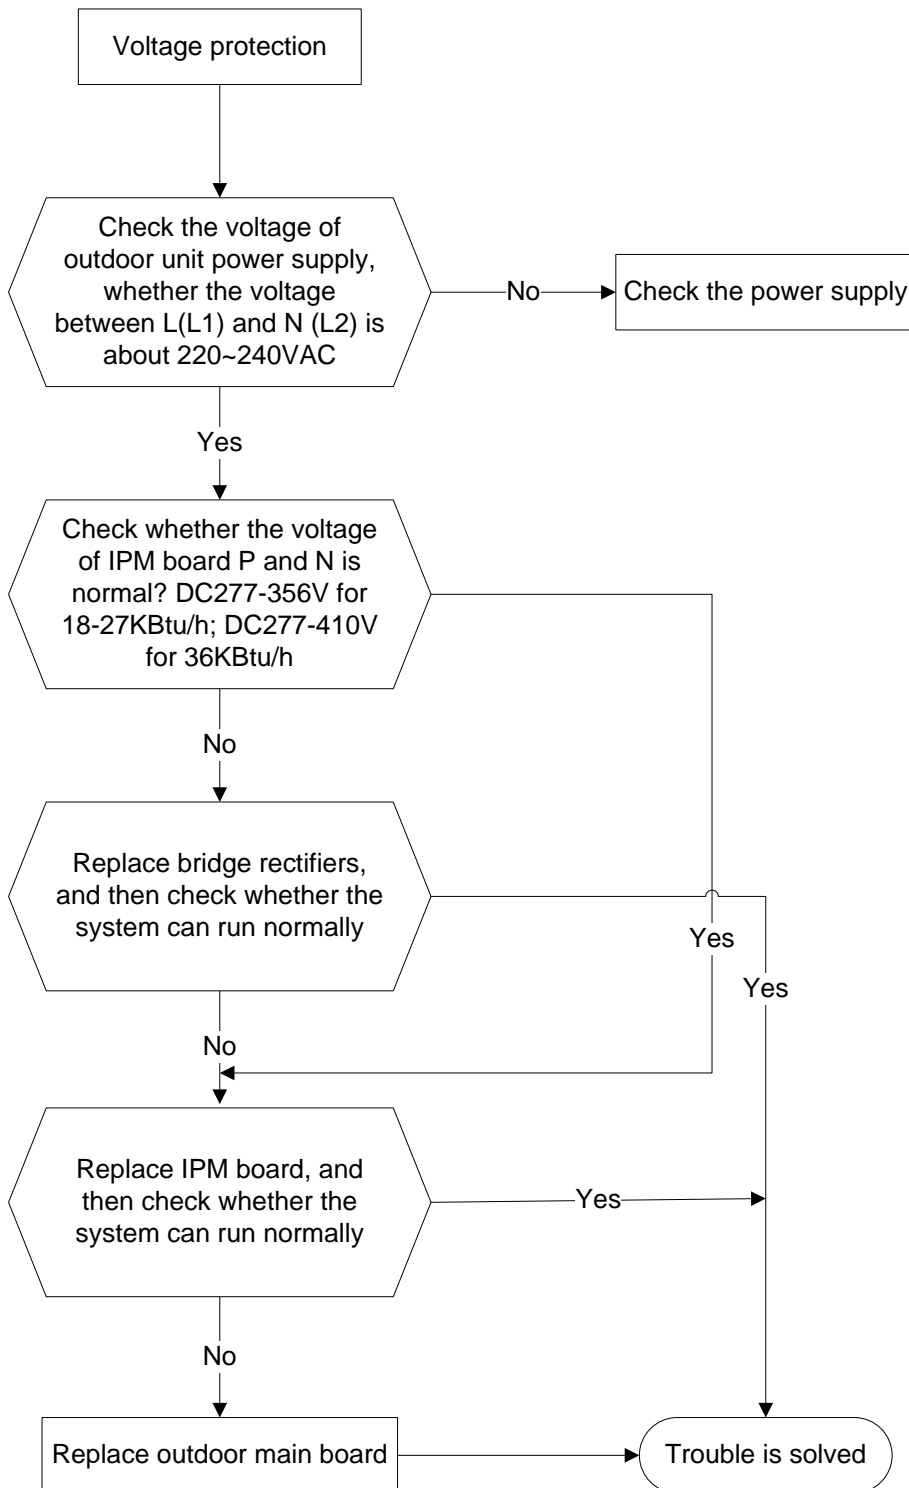 Voltage protection
Check the voltage of
outdoor unit power supply,
whether the voltage
between L(L1) and N (L2) is
about 220~240VAC
No
Check the power supply
Yes
Check whether the voltage
of IPM board P and N is
normal? DC277-356V for
18-27KBtu/h; DC277-410V
for 36KBtu/h
No
Replace bridge rectifiers,
and then check whether the
system can run normally
Yes
Yes
No
Replace IPM board, and
then check whether the
system can run normally
Yes
No
Replace outdoor main board
Trouble is solved